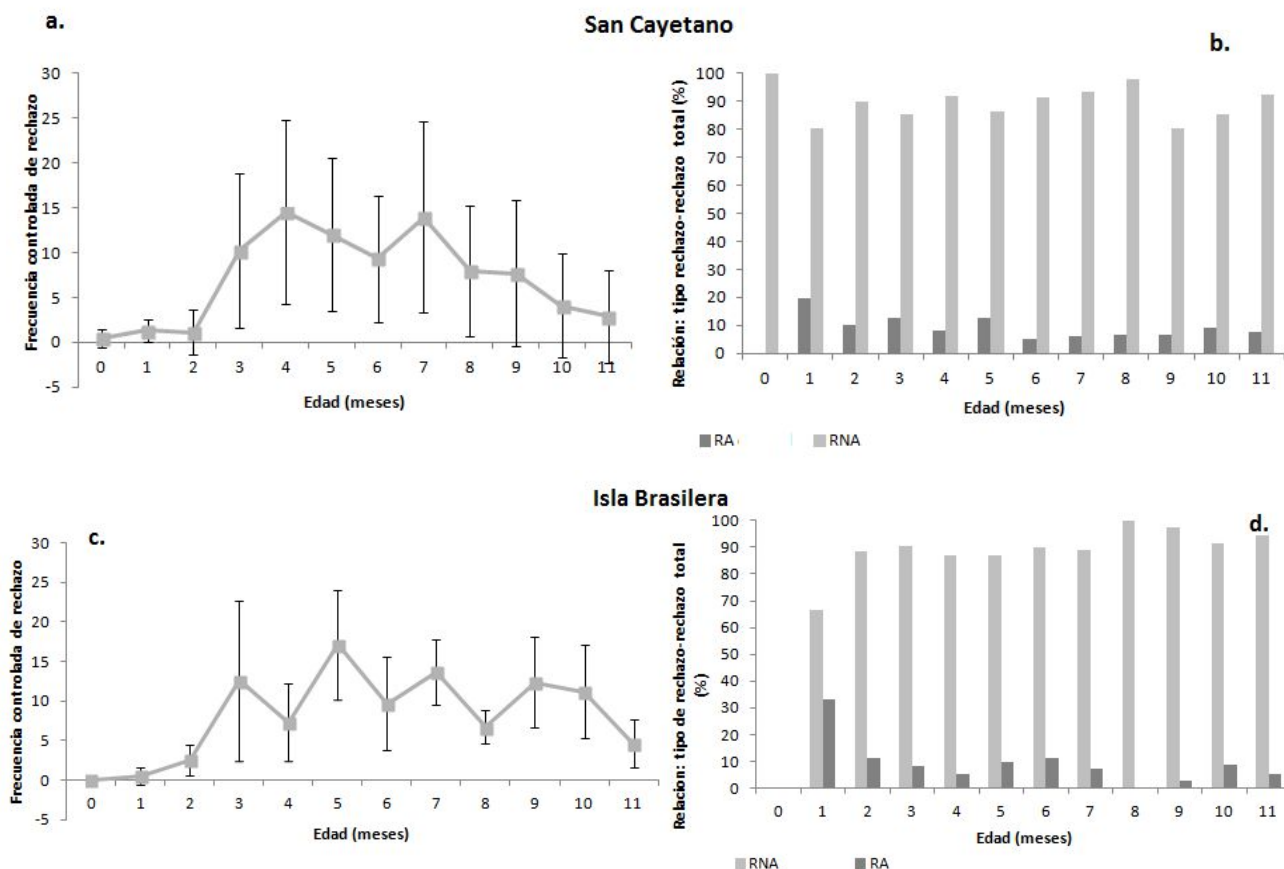 a.
San Cayetano
b.
Frecuencia controlada de rechazo
30
25
20
15
10
5
0
-5
0 1 2 3 4 5 6 7 8 9 10 11
Edad (meses)
Relación: tipo rechazo-rechazo total (%)
100
90
80
70
60
50
40
30
20
10
0
0 1 2 3 4 5 6 7 8 9 10 11
Edad (meses)
RA RNA
Isla Brasilera
c.
Frecuencia controlada de rechazo
30
25
20
15
10
5
0
-5
0 1 2 3 4 5 6 7 8 9 10 11
Edad (meses)
d.
Relacion: tipo de rechazo-rechazo total
(%)
100
90
80
70
60
50
40
30
20
10
0
0 1 2 3 4 5 6 7 8 9 10 11
Edad (meses)
RNA RA